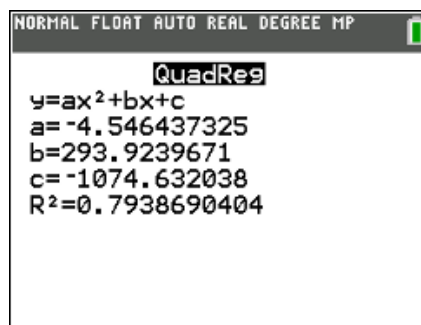 NORMAL FLOAT AUTO REAL DEGREE MP
QuadReg
y=ax²+bx+c
a=⁻4.546437325
b=293.9239671
c=⁻1074.632038
R²=0.7938690404